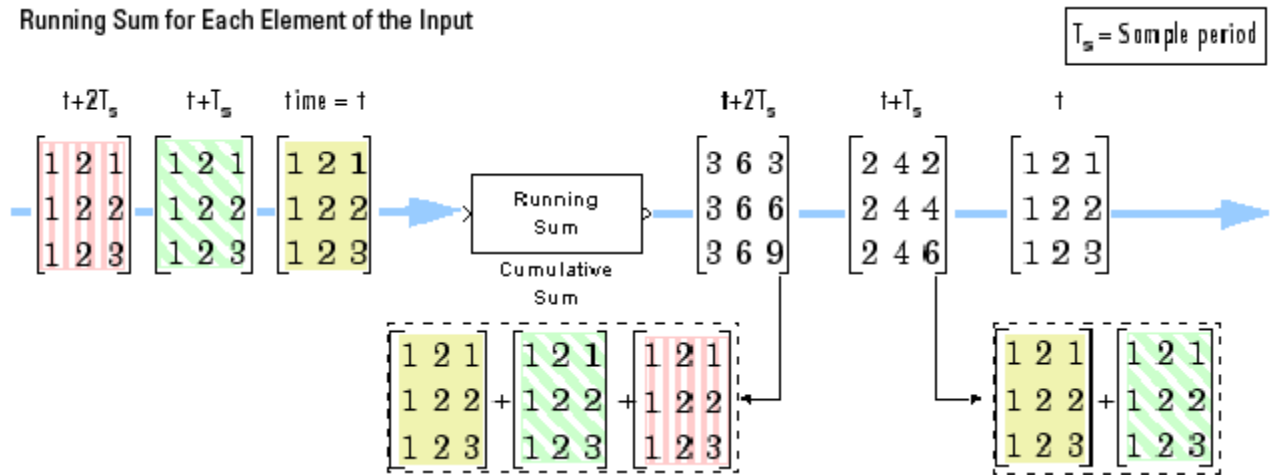 Running Sum for Each Element of the Input
Tₛ = Sample period
t+2Tₛ t+Tₛ time = t t+2Tₛ t+Tₛ t
1 2 1 1 2 1 1 2 1 3 6 3 2 4 2 1 2 1
1 2 2 1 2 2 1 2 2 Running 3 6 6 2 4 4 1 2 2
Sum
1 2 3 1 2 3 1 2 3 3 6 9 2 4 6 1 2 3
Cumulative
Sum
1 2 1 1 2 1 1 2 1 1 2 1 1 2 1
1 2 2 + 1 2 2 + 1 2 2 1 2 2 + 1 2 2
1 2 3 1 2 3 1 2 3 1 2 3 1 2 3